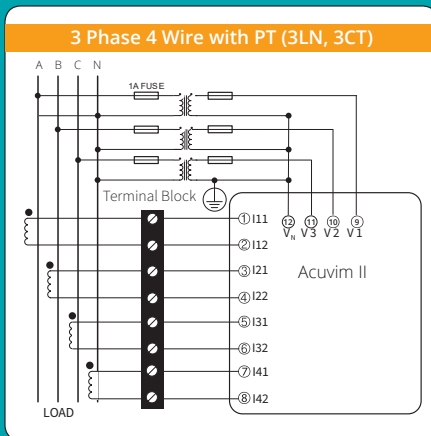 3 Phase 4 Wire with PT (3LN, 3CT)
A B C N
1A FUSE
Terminal Block
12 11 10 9
VN V3 V2 V1
Acuvim II
1 I11
2 I12
3 I21
4 I22
5 I31
6 I32
7 I41
8 I42
LOAD